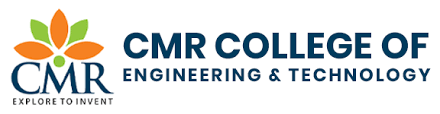 CMR
EXPLORE TO INVENT
CMR COLLEGE OF
ENGINEERING & TECHNOLOGY